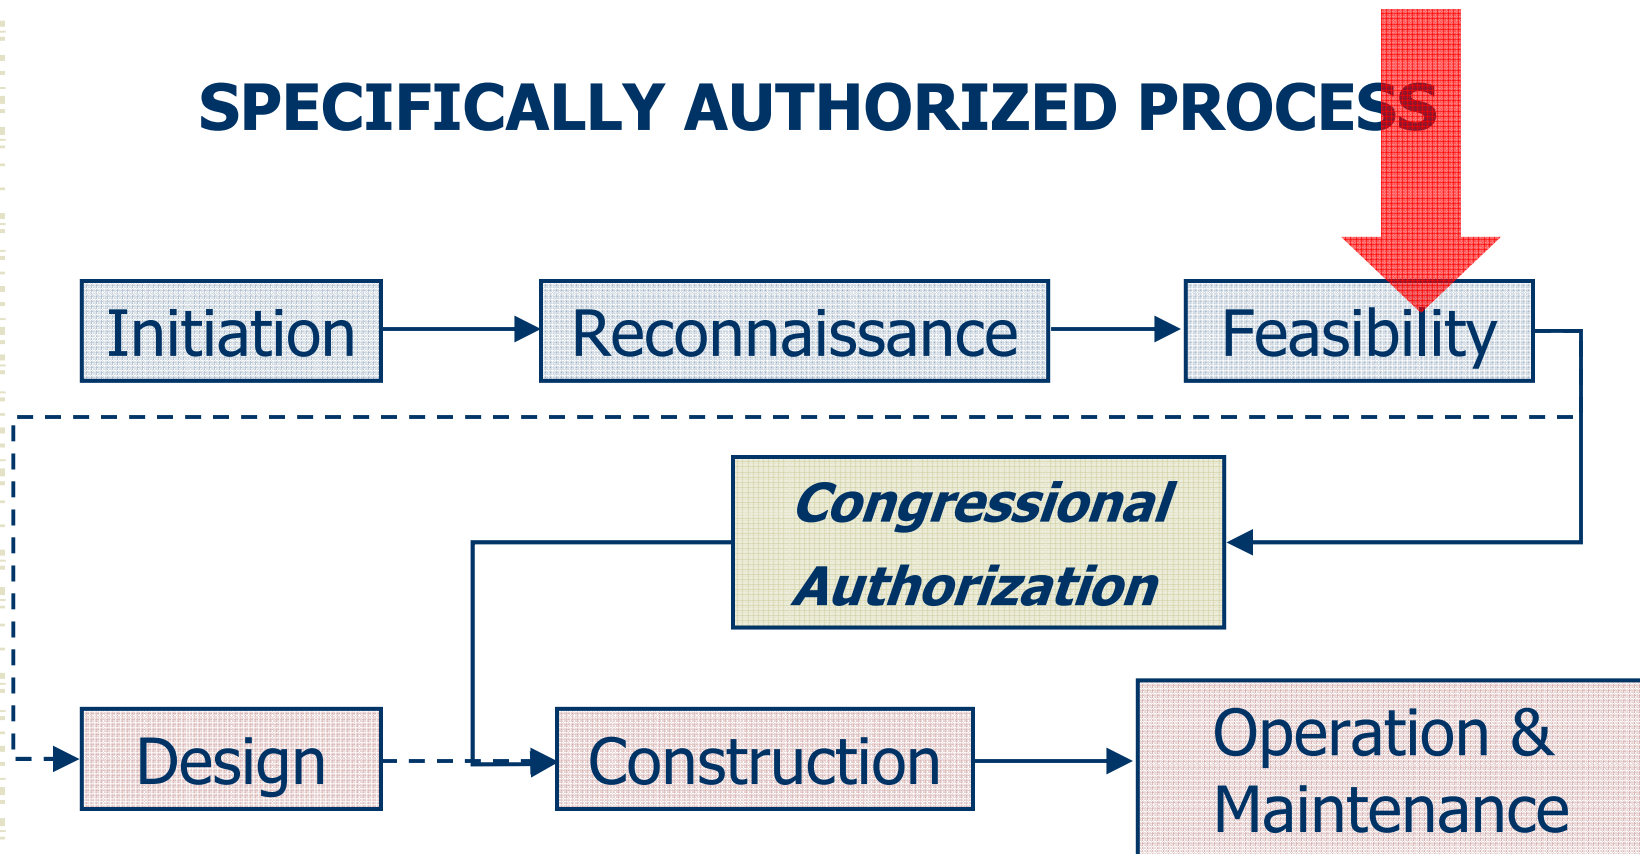 SPECIFICALLY AUTHORIZED PROCESS
Initiation
Reconnaissance
Feasibility
Congressional
Authorization
Design
Construction
Operation &
Maintenance